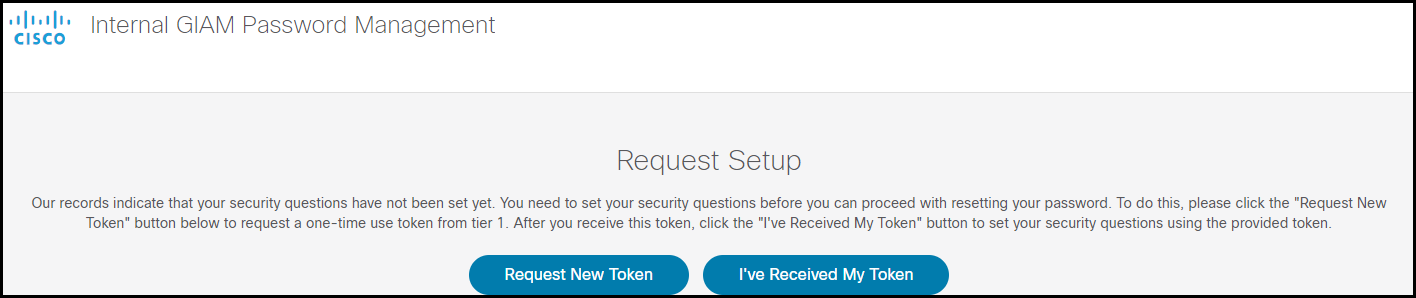 CISCO
Internal GIAM Password Management
Request Setup
Our records indicate that your security questions have not been set yet. You need to set your security questions before you can proceed with resetting your password. To do this, please click the "Request New
Token" button below to request a one-time use token from tier 1. After you receive this token, click the "I've Received My Token" button to set your security questions using the provided token.
Request New Token
I've Received My Token